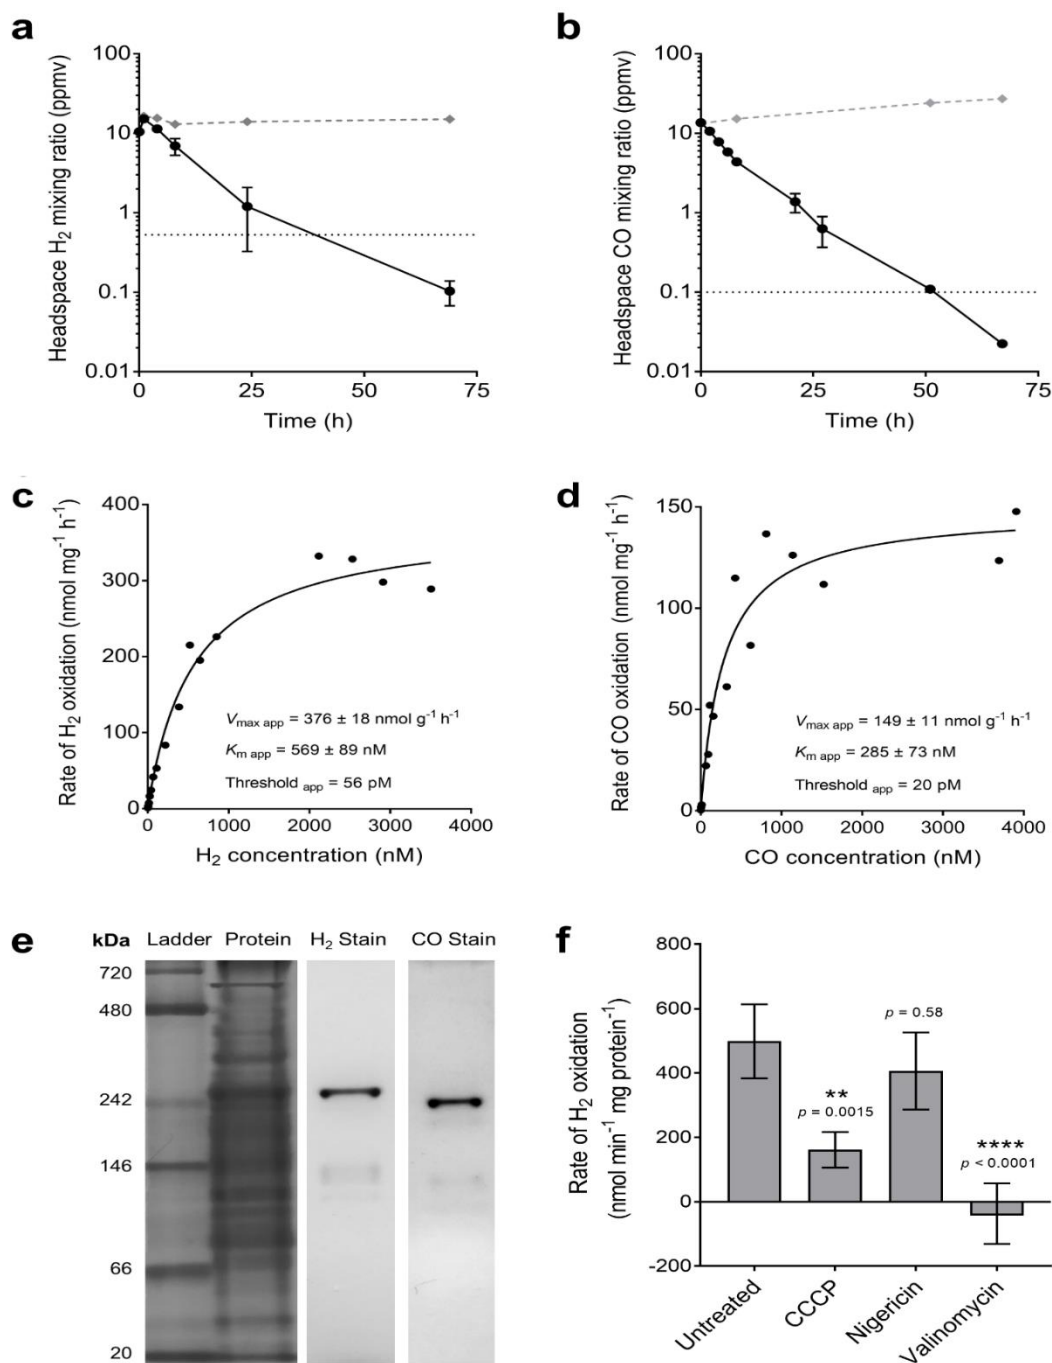 a
100
10
1
0.1
0.01
Headspace H₂ mixing ratio (ppmv)
0 25 50 75
Time (h)
b
100
10
1
0.1
0.01
Headspace CO mixing ratio (ppmv)
0 25 50 75
Time (h)
c
400
300
200
100
0
Rate of H₂ oxidation (nmol mg⁻¹ h⁻¹)
V max app = 376 ± 18 nmol g⁻¹ h⁻¹
K m app = 569 ± 89 nM
Threshold app = 56 pM
0 1000 2000 3000 4000
H₂ concentration (nM)
d
150
100
50
0
Rate of CO oxidation (nmol mg⁻¹ h⁻¹)
V max app = 149 ± 11 nmol g⁻¹ h⁻¹
K m app = 285 ± 73 nM
Threshold app = 20 pM
0 1000 2000 3000 4000
CO concentration (nM)
e
kDa Ladder Protein H₂ Stain CO Stain
720
480
242
146
66
20
f
800
600
400
200
0
-200
Rate of H₂ oxidation
(nmol min⁻¹ mg protein⁻¹)
**
p = 0.0015
p = 0.58
****
p < 0.0001
Untreated
CCCP
Nigericin
Valinomycin